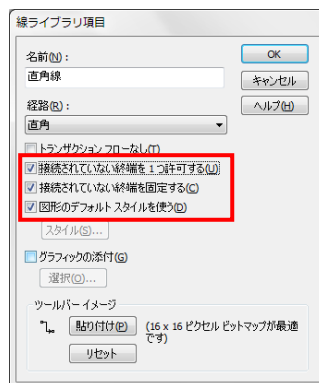 線ライブラリ項目
名前(N):
直角線
OK
キャンセル
経路(R):
ヘルプ(H)
直角
トランザクション フローなし(T)
接続されていない終端を1つ許可する(U)
接続されていない終端を固定する(C)
図形のデフォルト スタイルを使う(D)
スタイル(S)...
グラフィックの添付(G)
選択(O)...
ツールバー イメージ
貼り付け(P)
(16 x 16 ピクセル ビットマップが最適
です)
リセット